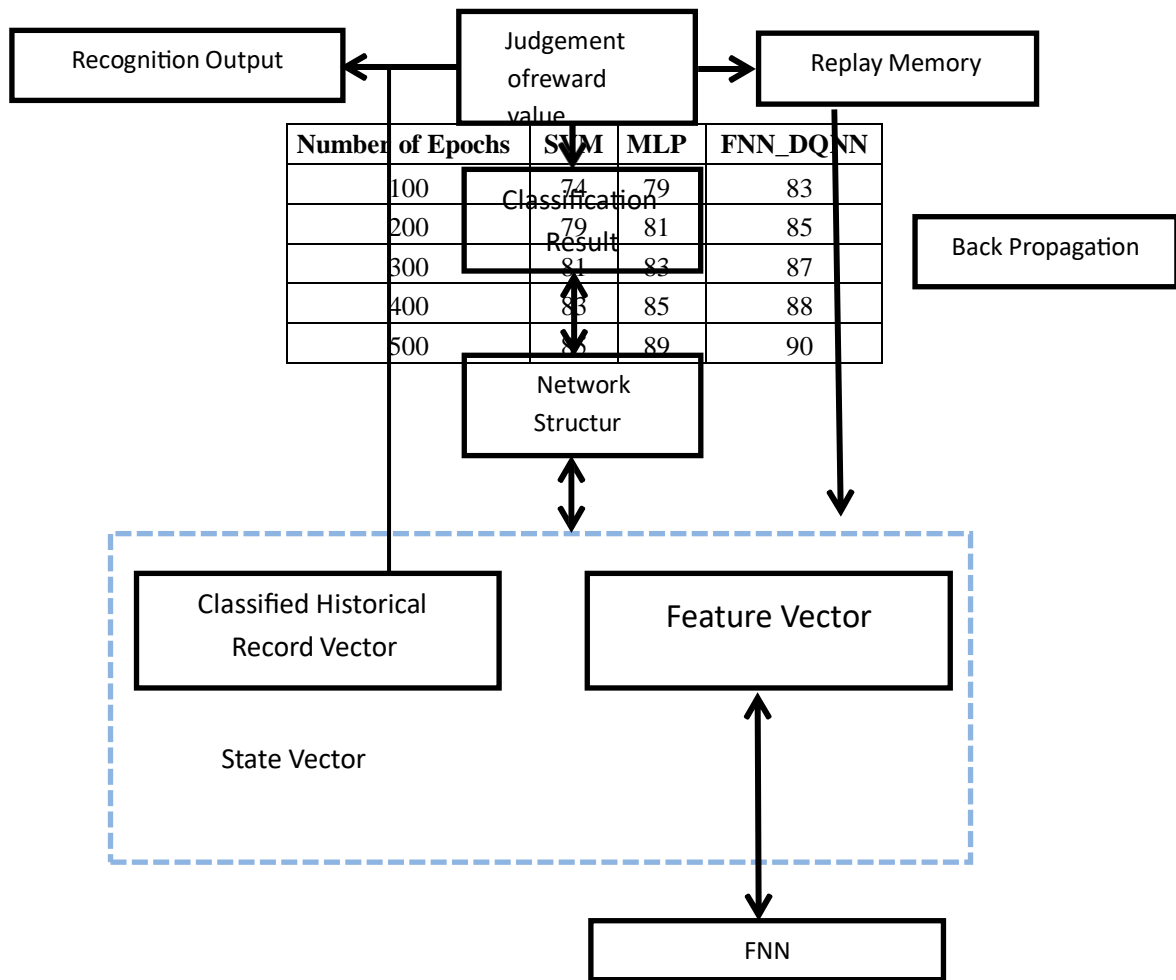 Recognition Output
Judgement
ofreward
value
Replay Memory
Number of Epochs SVM MLP FNN_DQNN
100 74 79 83
200 79 81 85
300 81 83 87
400 83 85 88
500 89 90
Classification
Result
Back Propagation
Network
Structur
Classified Historical
Record Vector
Feature Vector
State Vector
FNN